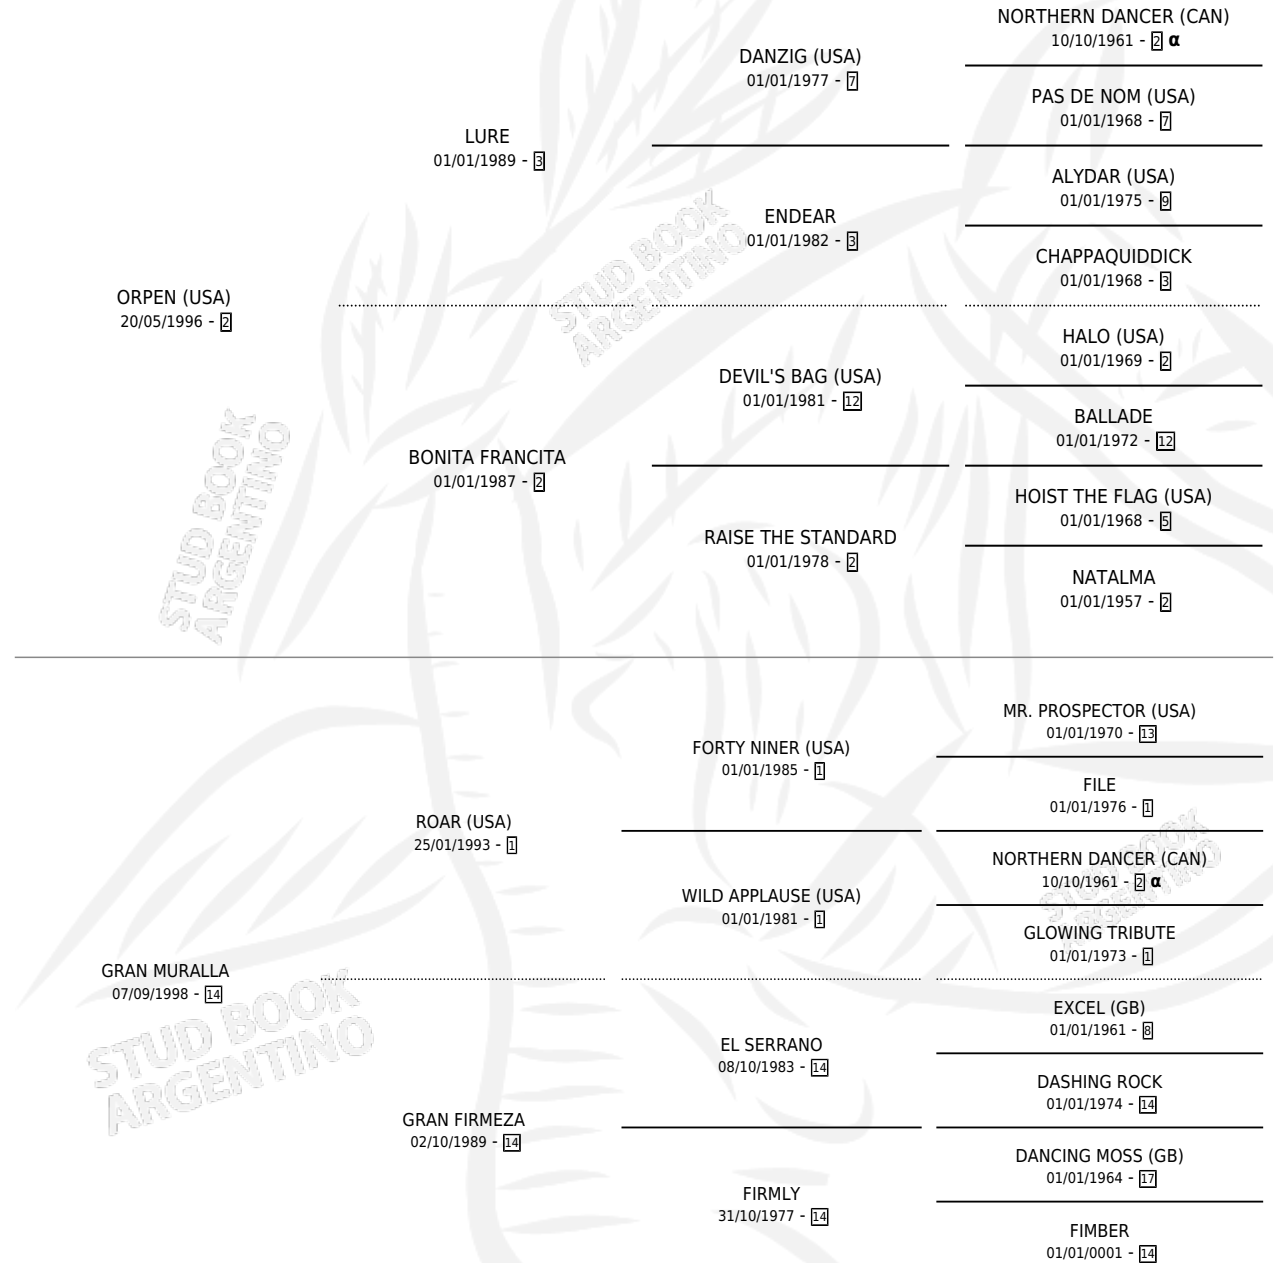 NORTHERN DANCER (CAN)
10/10/1961 - 2 α
DANZIG (USA)
01/01/1977 - 7
PAS DE NOM (USA)
01/01/1968 - 7
LURE
01/01/1989 - 3
ALYDAR (USA)
01/01/1975 - 9
ENDEAR
01/01/1982 - 3
CHAPPAQUIDDICK
01/01/1968 - 3
ORPEN (USA)
20/05/1996 - 2
HALO (USA)
01/01/1969 - 2
DEVIL'S BAG (USA)
01/01/1981 - 12
BALLADE
01/01/1972 - 12
BONITA FRANCITA
01/01/1987 - 2
HOIST THE FLAG (USA)
01/01/1968 - 5
RAISE THE STANDARD
01/01/1978 - 2
NATALMA
01/01/1957 - 2
MR. PROSPECTOR (USA)
01/01/1970 - 13
FORTY NINER (USA)
01/01/1985 - 1
FILE
01/01/1976 - 1
ROAR (USA)
25/01/1993 - 1
NORTHERN DANCER (CAN)
10/10/1961 - 2 α
WILD APPLAUSE (USA)
01/01/1981 - 1
GLOWING TRIBUTE
01/01/1973 - 1
GRAN MURALLA
07/09/1998 - 14
EXCEL (GB)
01/01/1961 - 8
EL SERRANO
08/10/1983 - 14
DASHING ROCK
01/01/1974 - 14
GRAN FIRMEZA
02/10/1989 - 14
DANCING MOSS (GB)
01/01/1964 - 17
FIRMLY
31/10/1977 - 14
FIMBER
01/01/0001 - 14
STUD BOOK
ARGENTINO
STUD BOOK
ARGENTINO
STUD BOOK
ARGENTINO
STUD BOOK
ARGENTINO